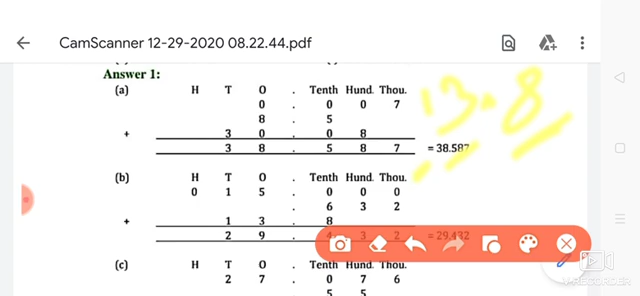 CamScanner 12-29-2020 08.22.44.pdf
Answer 1:
(a) H T O . Tenth Hund. Thou.
0 . 0 0 7
8 . 5
+ 3 0 . 0 8
3 8 . 5 8 7 = 38.587
13.8
(b) H T O . Tenth Hund. Thou.
0 1 5 . 0 0 0
. 6 3 2
+ 1 3 . 8
2 9 . 4 3 2 = 29.432
(c) H T O . Tenth Hund. Thou.
2 7 . 0 7 6
5 5